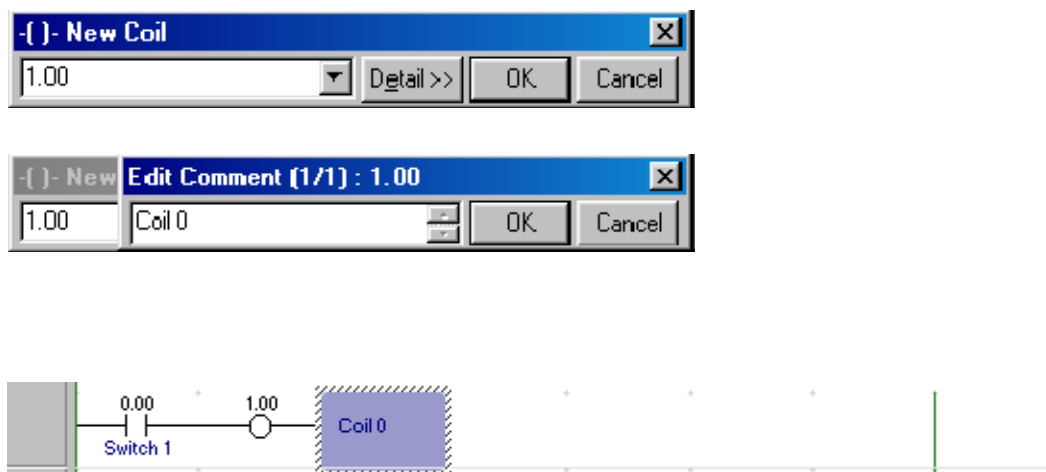 -( )- New Coil
1.00 Detail >> OK Cancel
-( )- New Edit Comment (1/1) : 1.00
1.00 Coil 0 OK Cancel
0.00 1.00
Coil 0
Switch 1